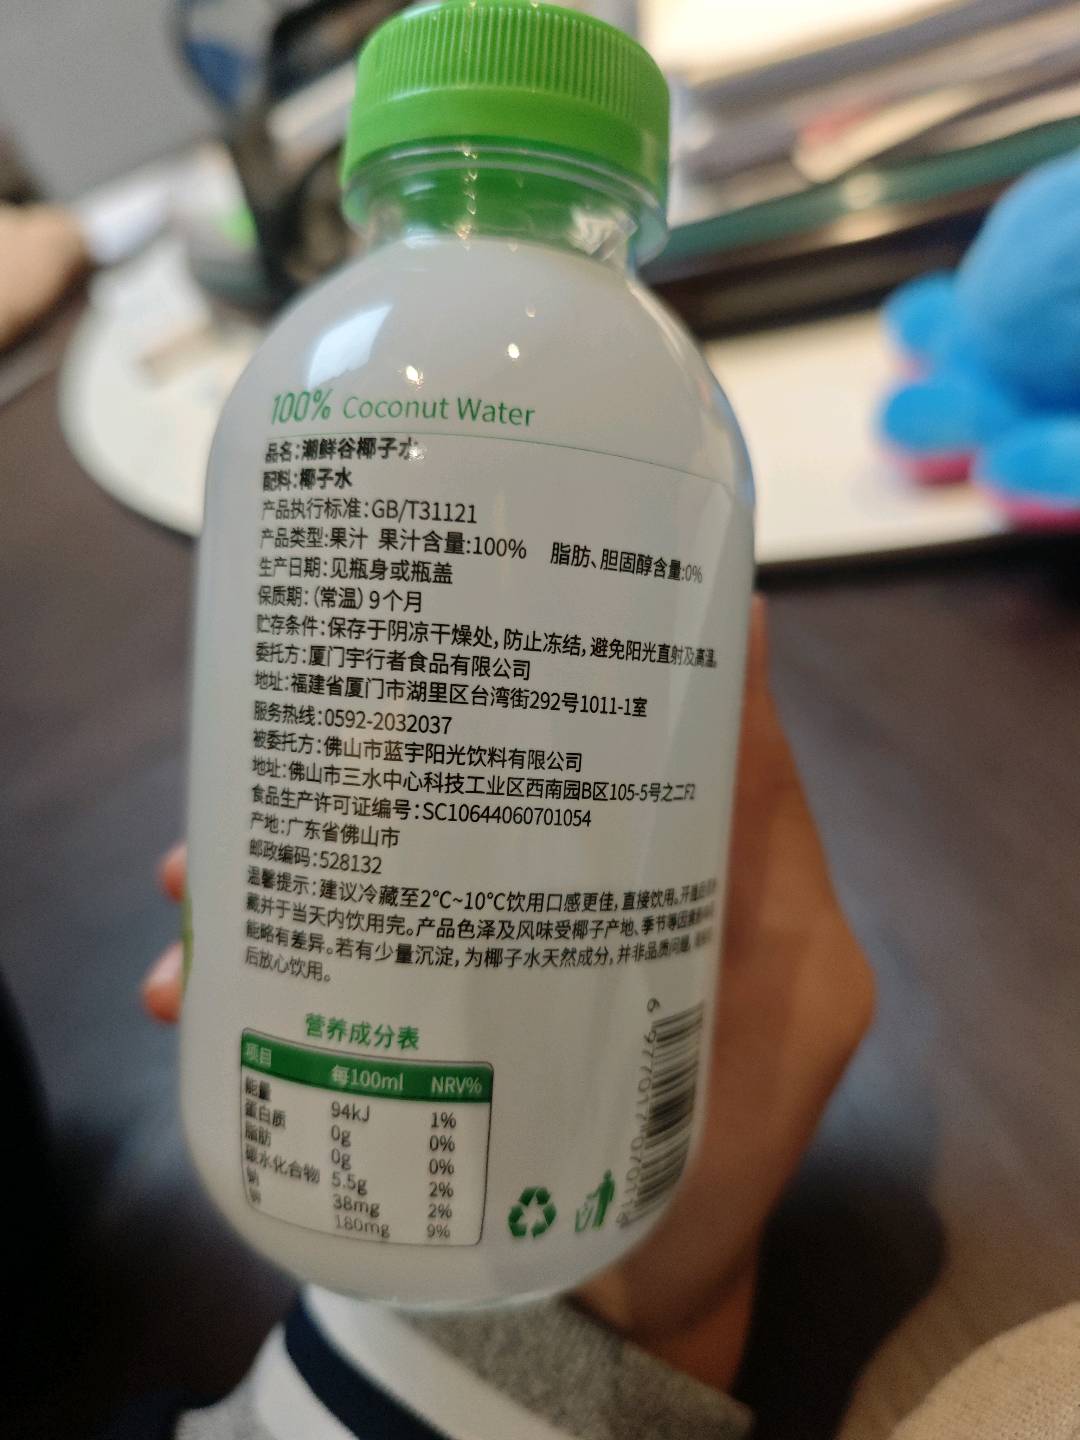 100% Coconut Water
品名:潮鲜谷椰子水
配料:椰子水
产品执行标准:GB/T31121
产品类型:果汁 果汁含量:100% 脂肪、胆固醇含量:0%
生产日期:见瓶身或瓶盖
保质期:(常温)9个月
贮存条件:保存于阴凉干燥处,防止冻结,避免阳光直射及高温。
委托方:厦门宇行者食品有限公司
地址:福建省厦门市湖里区台湾街292号1011-1室
服务热线:0592-2032037
被委托方:佛山市蓝宇阳光饮料有限公司
地址:佛山市三水中心科技工业区西南园B区105-5号之二F2
食品生产许可证编号:SC10644060701054
产地:广东省佛山市
邮政编码:528132
温馨提示:建议冷藏至2°C~10°C饮用口感更佳,直接饮用。开
藏并于当天内饮用完。产品色泽及风味受椰子产地、季节等因
能略有差异。若有少量沉淀,为椰子水天然成分,并非品质问题,
后放心饮用。
营养成分表
项目 每100ml NRV%
能量 94kJ 1%
蛋白质 0g 0%
脂肪 0g 0%
碳水化合物 5.5g 2%
钠 38mg 2%
钾 180mg 9%